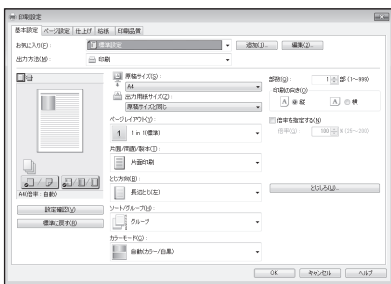 印刷設定
基本設定 ページ設定 仕上げ 給紙 印刷品質
お気に入り(F): 標準設定 追加(1)... 編集(2)...
出力方法(M): 印刷
原稿サイズ(S):
A4
出力用紙サイズ(Z):
原稿サイズと同じ
ページレイアウト(Y):
1 1 in 1(標準)
片面/両面/製本(1):
片面印刷
とじ方向(B):
長辺とじ(左)
ソート/グループ(H):
グループ
カラーモード(C):
自動(カラー/白黒)
部数(Q): 1 部 (1~999)
印刷の向き(O)
A 縦 A 横
倍率を指定する(N)
倍率(G): 100 % (25~200)
とじしろ(U)...
A4(倍率:自動)
設定確認(V)
標準に戻す(R)
OK キャンセル ヘルプ